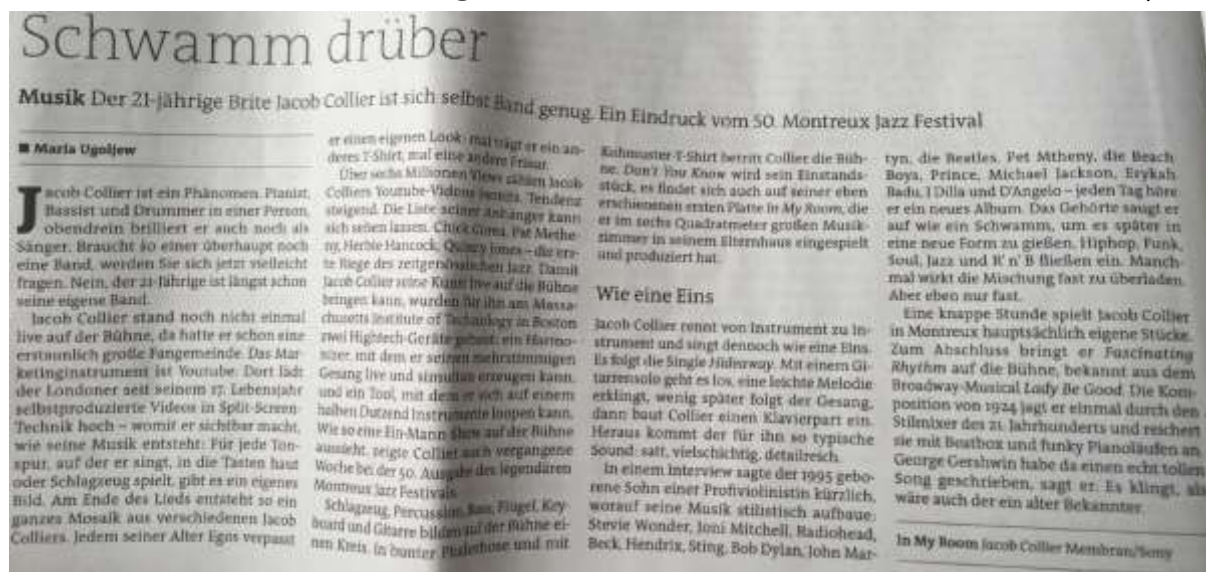 Schwamm drüber
Musik Der 21-jährige Brite Jacob Collier ist sich selbst Band genug. Ein Eindruck vom 50. Montreux Jazz Festival
■ Maria Ugoljew
Jacob Collier ist ein Phänomen. Pianist,
Bassist und Drummer in einer Person,
obendrein brilliert er auch noch als
Sänger. Braucht so einer überhaupt noch
eine Band, werden Sie sich jetzt vielleicht
fragen. Nein, der 21-Jährige ist längst schon
seine eigene Band.
Jacob Collier stand noch nicht einmal
live auf der Bühne, da hatte er schon eine
erstaunlich große Fangemeinde. Das Mar-
ketinginstrument ist Youtube. Dort lädt
der Londoner seit seinem 17. Lebensjahr
selbstproduzierte Videos in Split-Screen-
Technik hoch – womit er sichtbar macht,
wie seine Musik entsteht: Für jede Ton-
spur, auf der er singt, in die Tasten haut
oder Schlagzeug spielt, gibt es ein eigenes
Bild. Am Ende des Lieds entsteht so ein
ganzes Mosaik aus verschiedenen Jacob
Colliers. Jedem seiner Alter Egos verpasst
er einen eigenen Look: mal trägt er ein an-
deres T-Shirt, mal eine andere Frisur.
Über sechs Millionen Views zählen Jacob
Colliers Youtube-Videos bereits, Tendenz
steigend. Die Liste seiner Anhänger kann
sich sehen lassen. Chick Corea, Pat Methe-
ny, Herbie Hancock, Quincy Jones – die ers-
te Riege des zeitgenössischen Jazz. Damit
Jacob Collier seine Kunst live auf die Bühne
bringen kann, wurden für ihn am Massa-
chusetts Institute of Technology in Boston
zwei Hightech-Geräte gebaut: ein Harmo-
nizer, mit dem er seinen mehrstimmigen
Gesang live und simultan erzeugen kann,
und ein Tool, mit dem er sich auf einem
halben Dutzend Instrumente loopen kann.
Wie so eine Ein-Mann-Show auf der Bühne
aussieht, zeigte Collier auch vergangene
Woche bei der 50. Ausgabe des legendären
Montreux Jazz Festivals.
Schlagzeug, Percussion, Bass, Flügel, Key-
board und Gitarre bilden auf der Bühne ei-
nen Kreis. In bunter und mit
T-Shirt betritt Collier die Büh-
ne. Don't You Know wird sein Einstands-
stück, es findet sich auch auf seiner eben
erschienenen ersten Platte In My Room, die
er im sechs Quadratmeter großen Musik-
zimmer in seinem Elternhaus eingespielt
und produziert hat.
Wie eine Eins
Jacob Collier rennt von Instrument zu In-
strument und singt dennoch wie eine Eins.
Es folgt die Single Hideaway. Mit einem Gi-
tarrensolo geht es los, eine leichte Melodie
erklingt, wenig später folgt der Gesang,
dann baut Collier einen Klavierpart ein.
Heraus kommt der für ihn so typische
Sound: satt, vielschichtig, detailreich.
In einem Interview sagte der 1995 gebo-
rene Sohn einer Profiviolinistin kürzlich,
worauf seine Musik stilistisch aufbaue:
Stevie Wonder, Joni Mitchell, Radiohead,
Beck, Hendrix, Sting, Bob Dylan, John Mar-
tyn, die Beatles, Pet Mtheny, die Beach
Boys, Prince, Michael Jackson, Erykah
Badu, J Dilla und D'Angelo – jeden Tag höre
er ein neues Album. Das Gehörte saugt er
auf wie ein Schwamm, um es später in
eine neue Form zu gießen. Hiphop, Funk,
Soul, Jazz und R' n' B fließen ein. Manch-
mal wirkt die Mischung fast zu überladen.
Aber eben nur fast.
Eine knappe Stunde spielt Jacob Collier
in Montreux hauptsächlich eigene Stücke.
Zum Abschluss bringt er Fascinating
Rhythm auf die Bühne, bekannt aus dem
Broadway-Musical Lady Be Good. Die Kom-
position von 1924 jagt er einmal durch den
Stilmixer des 21. Jahrhunderts und reichert
sie mit Beatbox und funky Pianoläufen an.
George Gershwin habe da einen echt tollen
Song geschrieben, sagt er. Es klingt, als
wäre auch der ein alter Bekannter.
In My Room Jacob Collier Membran/Sony